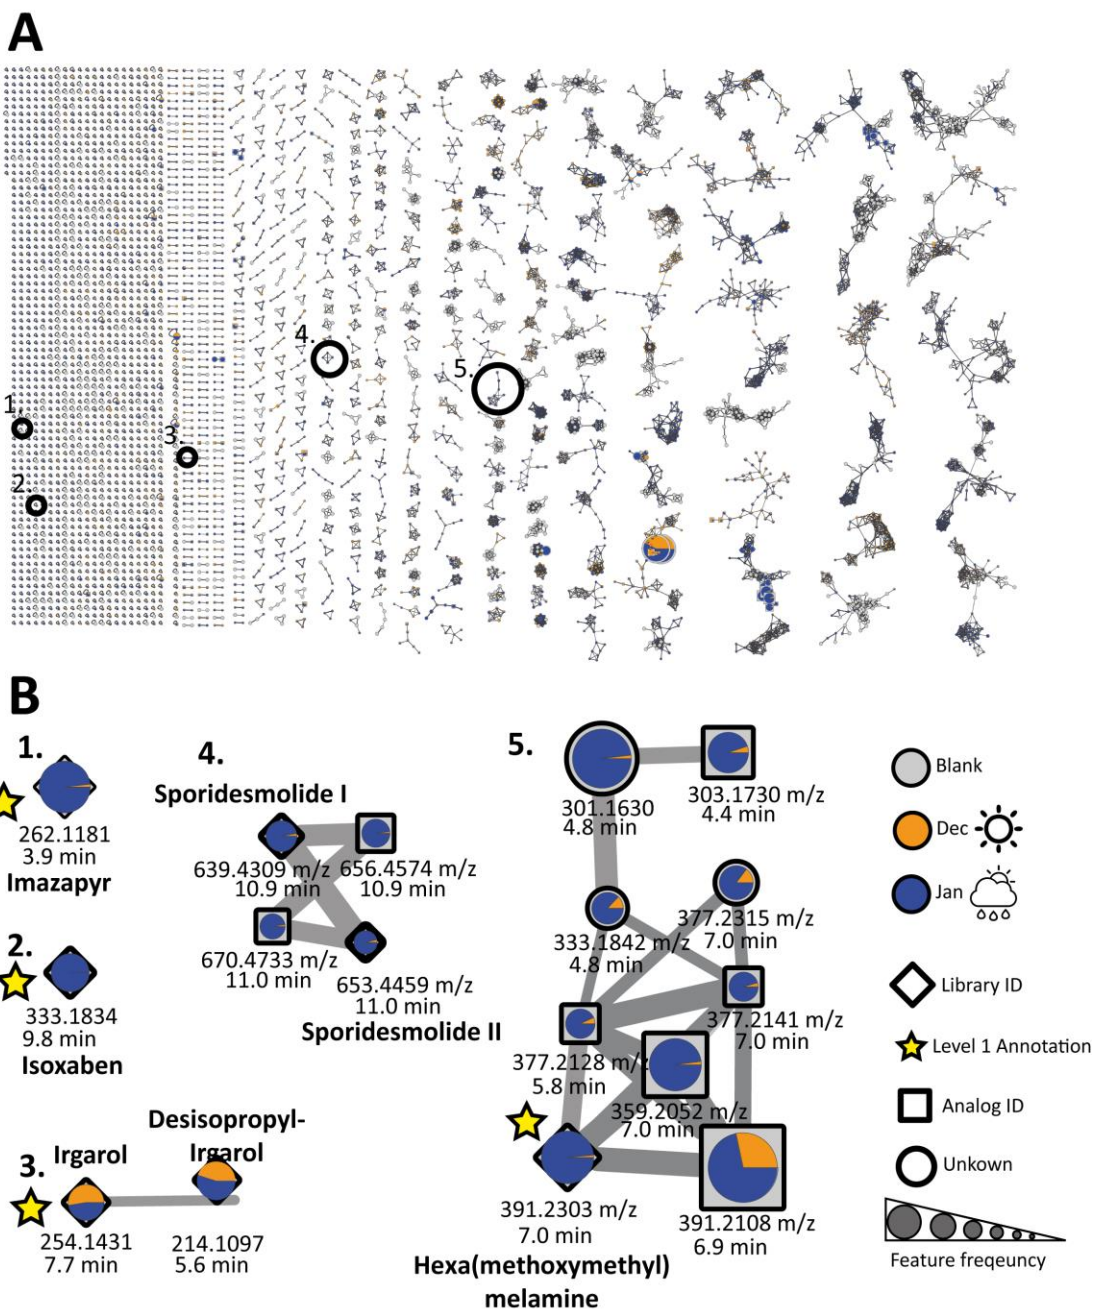 A
4.
5.
1.
3.
2.
B
1.
262.1181
3.9 min
Imazapyr
2.
333.1834
9.8 min
Isoxaben
3.
Irgarol
254.1431
7.7 min
Desisopropyl-
Irgarol
214.1097
5.6 min
4.
Sporidesmolide I
639.4309 m/z
10.9 min
656.4574 m/z
10.9 min
670.4733 m/z
11.0 min
653.4459 m/z
11.0 min
Sporidesmolide II
5.
301.1630
4.8 min
303.1730 m/z
4.4 min
333.1842 m/z
4.8 min
377.2315 m/z
7.0 min
377.2141 m/z
7.0 min
377.2128 m/z
5.8 min
359.2052 m/z
7.0 min
391.2303 m/z
7.0 min
Hexa(methoxymethyl)
melamine
391.2108 m/z
6.9 min
Blank
Dec
Jan
Library ID
Level 1 Annotation
Analog ID
Unkown
Feature freqeuncy